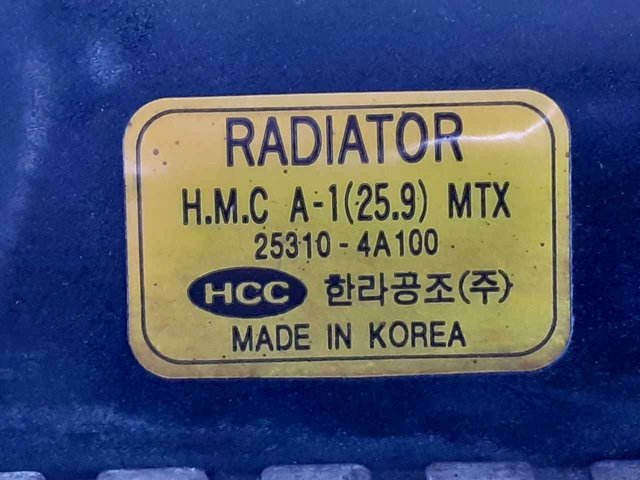 RADIATOR
H.M.C A-1(25.9) MTX
25310-4A100
HCC 한라공조(주)
MADE IN KOREA